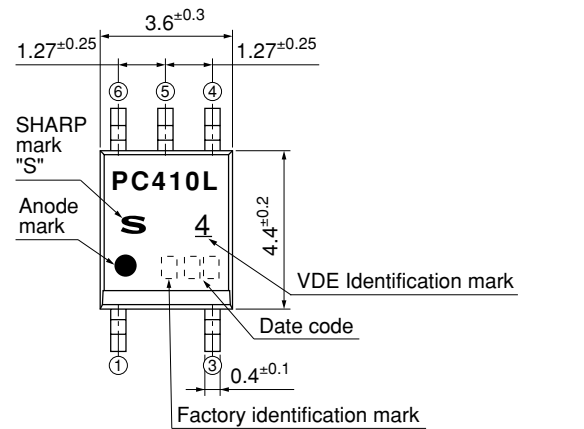 3.6±0.3
1.27±0.25
1.27±0.25
6
5
4
SHARP
mark
"S"
PC410L
Anode
mark
S
4
4.4±0.2
VDE Identification mark
Date code
1
3
0.4±0.1
Factory identification mark